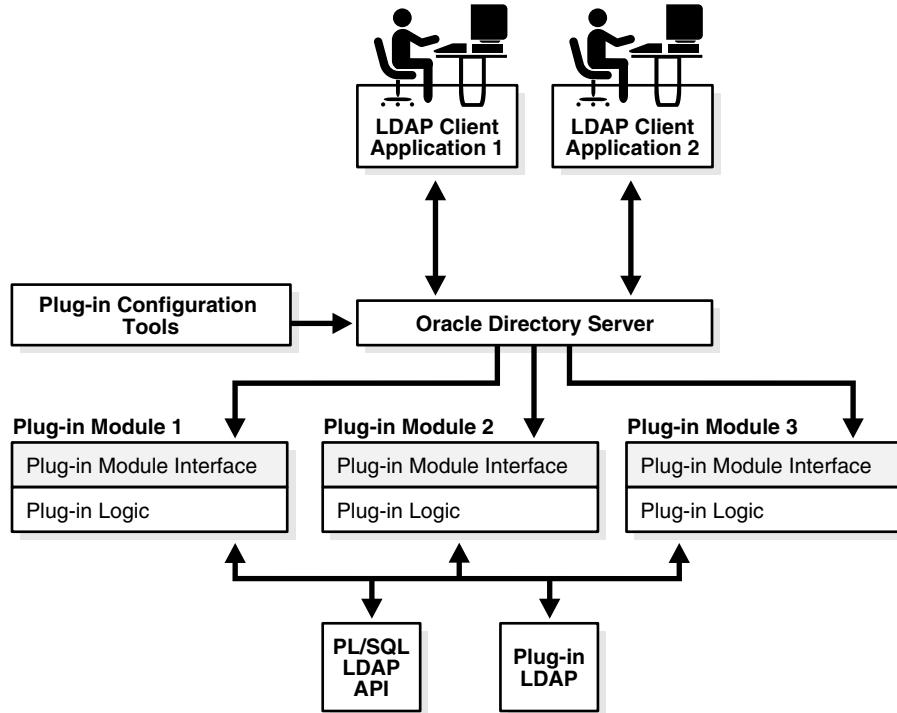 LDAP Client
Application 1
LDAP Client
Application 2
Plug-in Configuration
Tools
Oracle Directory Server
Plug-in Module 1
Plug-in Module Interface
Plug-in Logic
Plug-in Module 2
Plug-in Module Interface
Plug-in Logic
Plug-in Module 3
Plug-in Module Interface
Plug-in Logic
PL/SQL
LDAP
API
Plug-in
LDAP